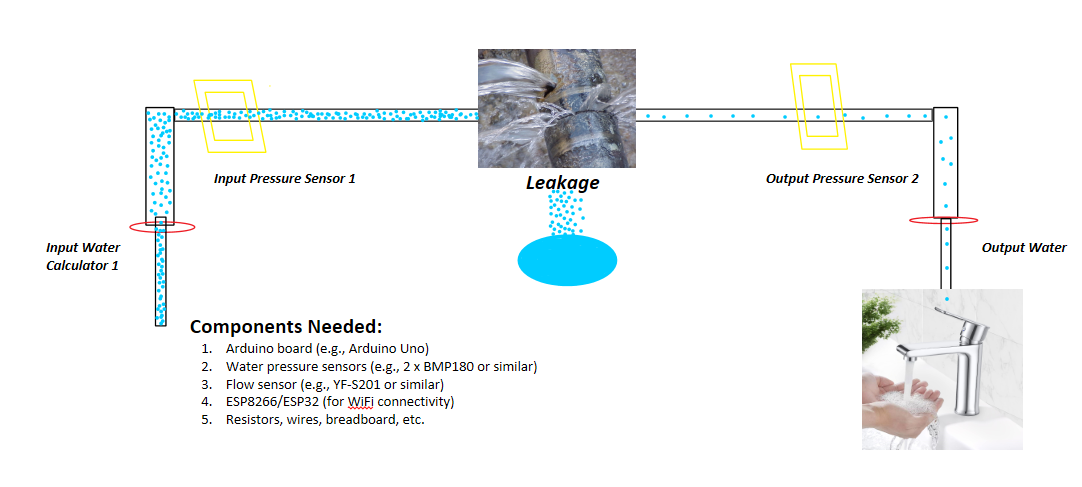 Input Pressure Sensor 1
Leakage
Output Pressure Sensor 2
Input Water
Calculator 1
Output Water
Components Needed:
1. Arduino board (e.g., Arduino Uno)
2. Water pressure sensors (e.g., 2 x BMP180 or similar)
3. Flow sensor (e.g., YF-S201 or similar)
4. ESP8266/ESP32 (for WiFi connectivity)
5. Resistors, wires, breadboard, etc.